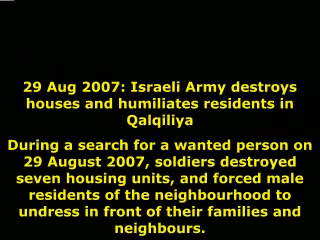 29 Aug 2007: Israeli Army destroys
houses and humiliates residents in
Qalqiliya
During a search for a wanted person on
29 August 2007, soldiers destroyed
seven housing units, and forced male
residents of the neighbourhood to
undress in front of their families and
neighbours.